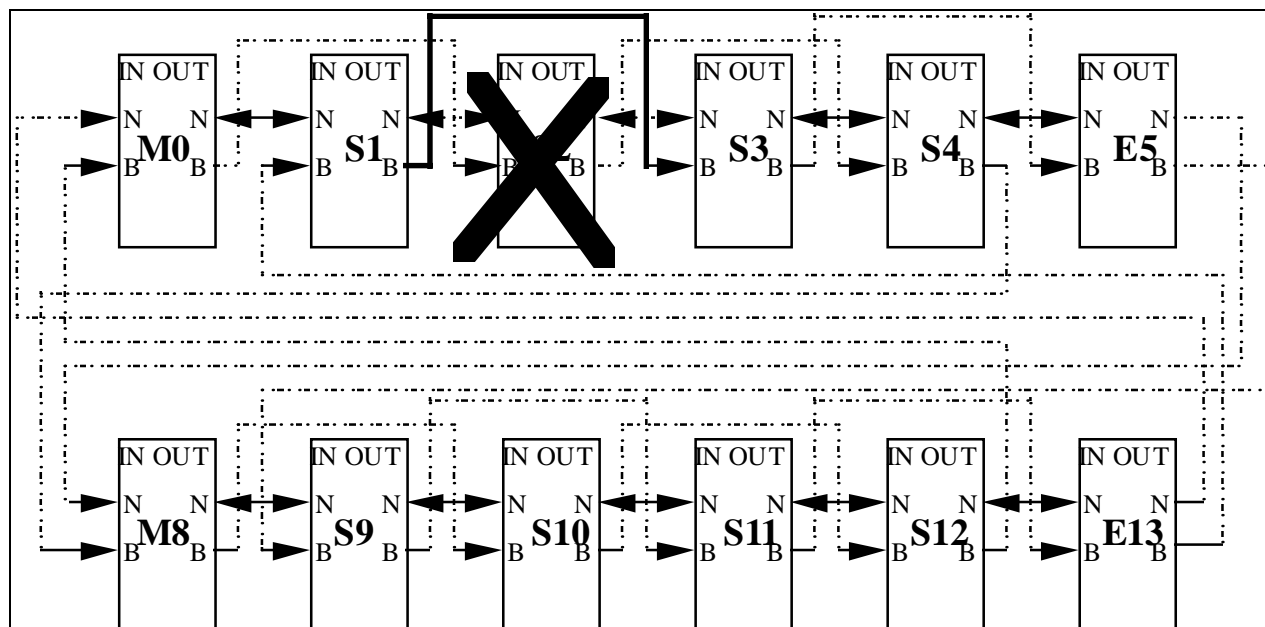 IN OUT IN OUT IN OUT IN OUT IN OUT IN OUT
N N N N N N N N N N N
M0 S1 S3 S4 E5
B B B B B B B B B B B B
IN OUT IN OUT IN OUT IN OUT IN OUT IN OUT
N N N N N N N N N N N N
M8 S9 S10 S11 S12 E13
B B B B B B B B B B B B